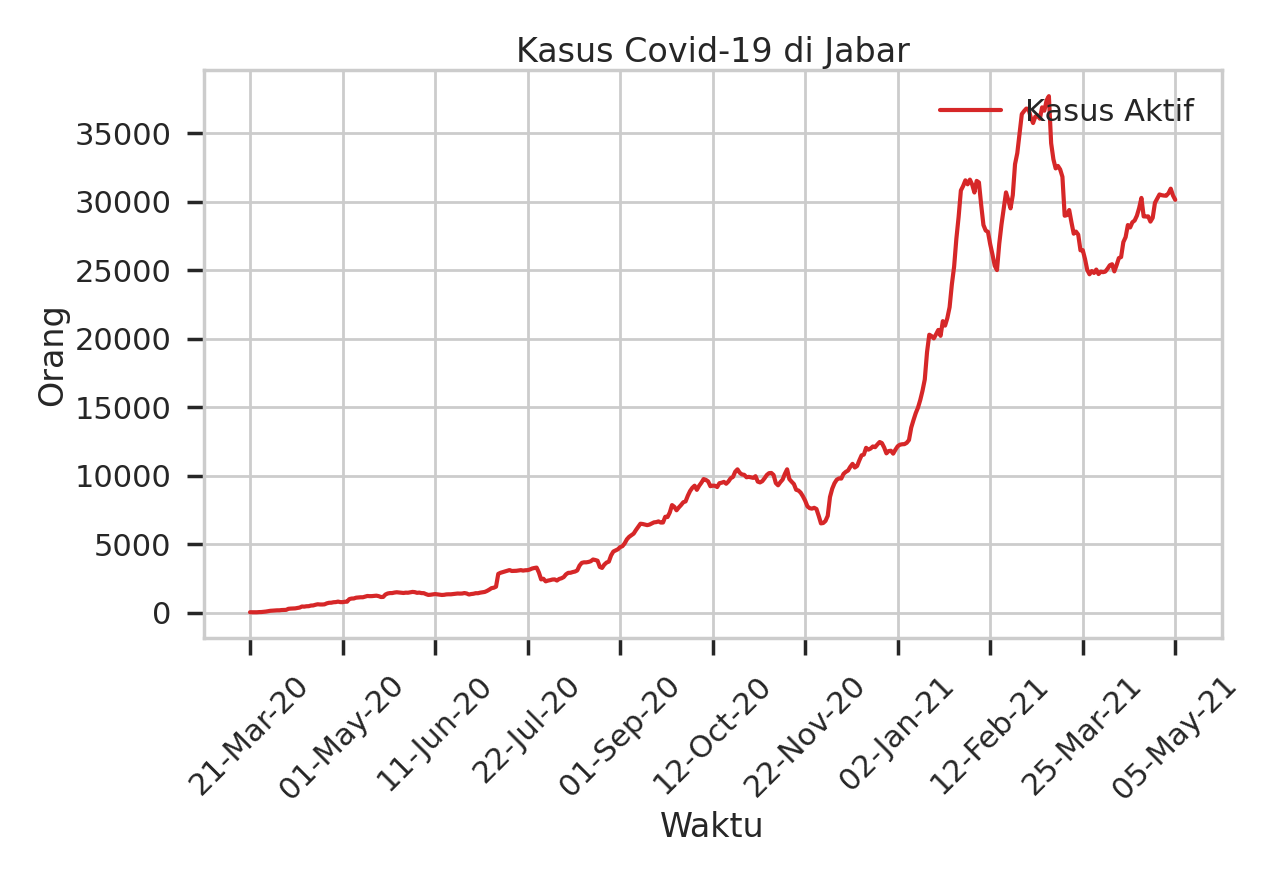 Kasus Covid-19 di Jabar
Kasus Aktif
Orang
35000
30000
25000
20000
15000
10000
5000
0
21-Mar-20
01-May-20
11-Jun-20
22-Jul-20
01-Sep-20
12-Oct-20
22-Nov-20
02-Jan-21
12-Feb-21
25-Mar-21
05-May-21
Waktu